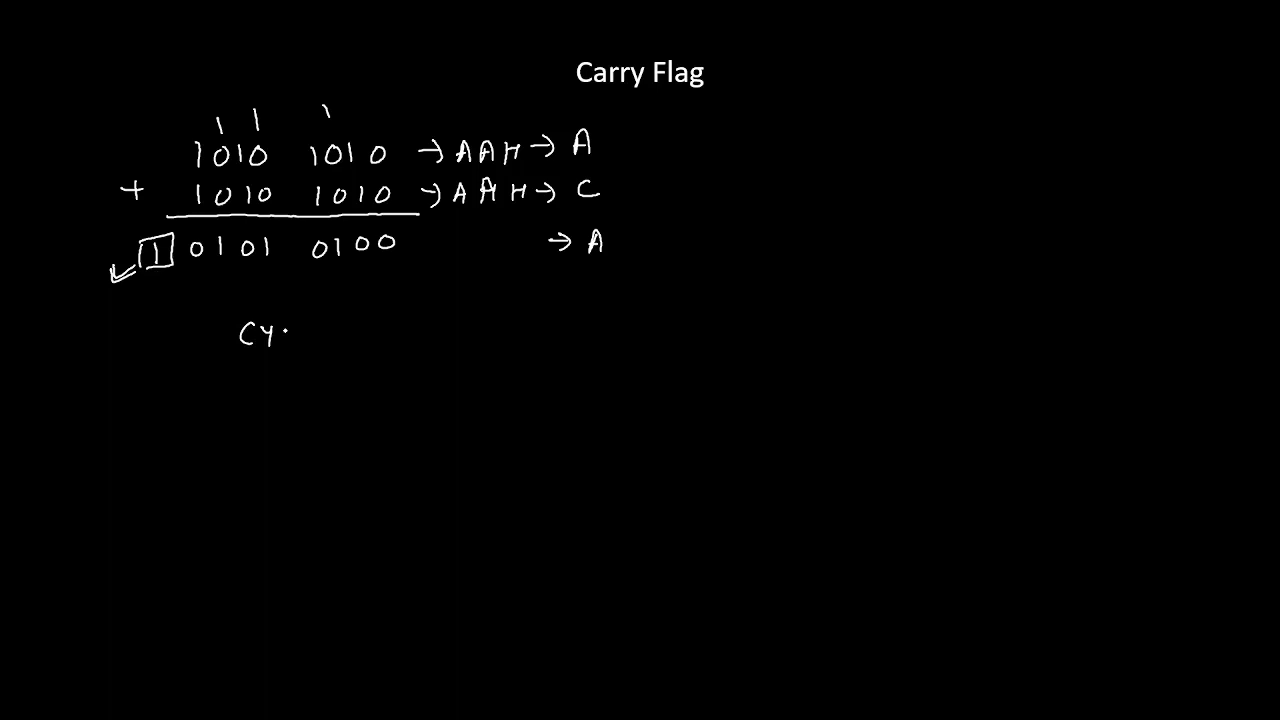 Carry Flag
1 1 1
1010 1010 → AAH → A
+ 1010 1010 → AAH → C
1 0101 0100 → A
CY